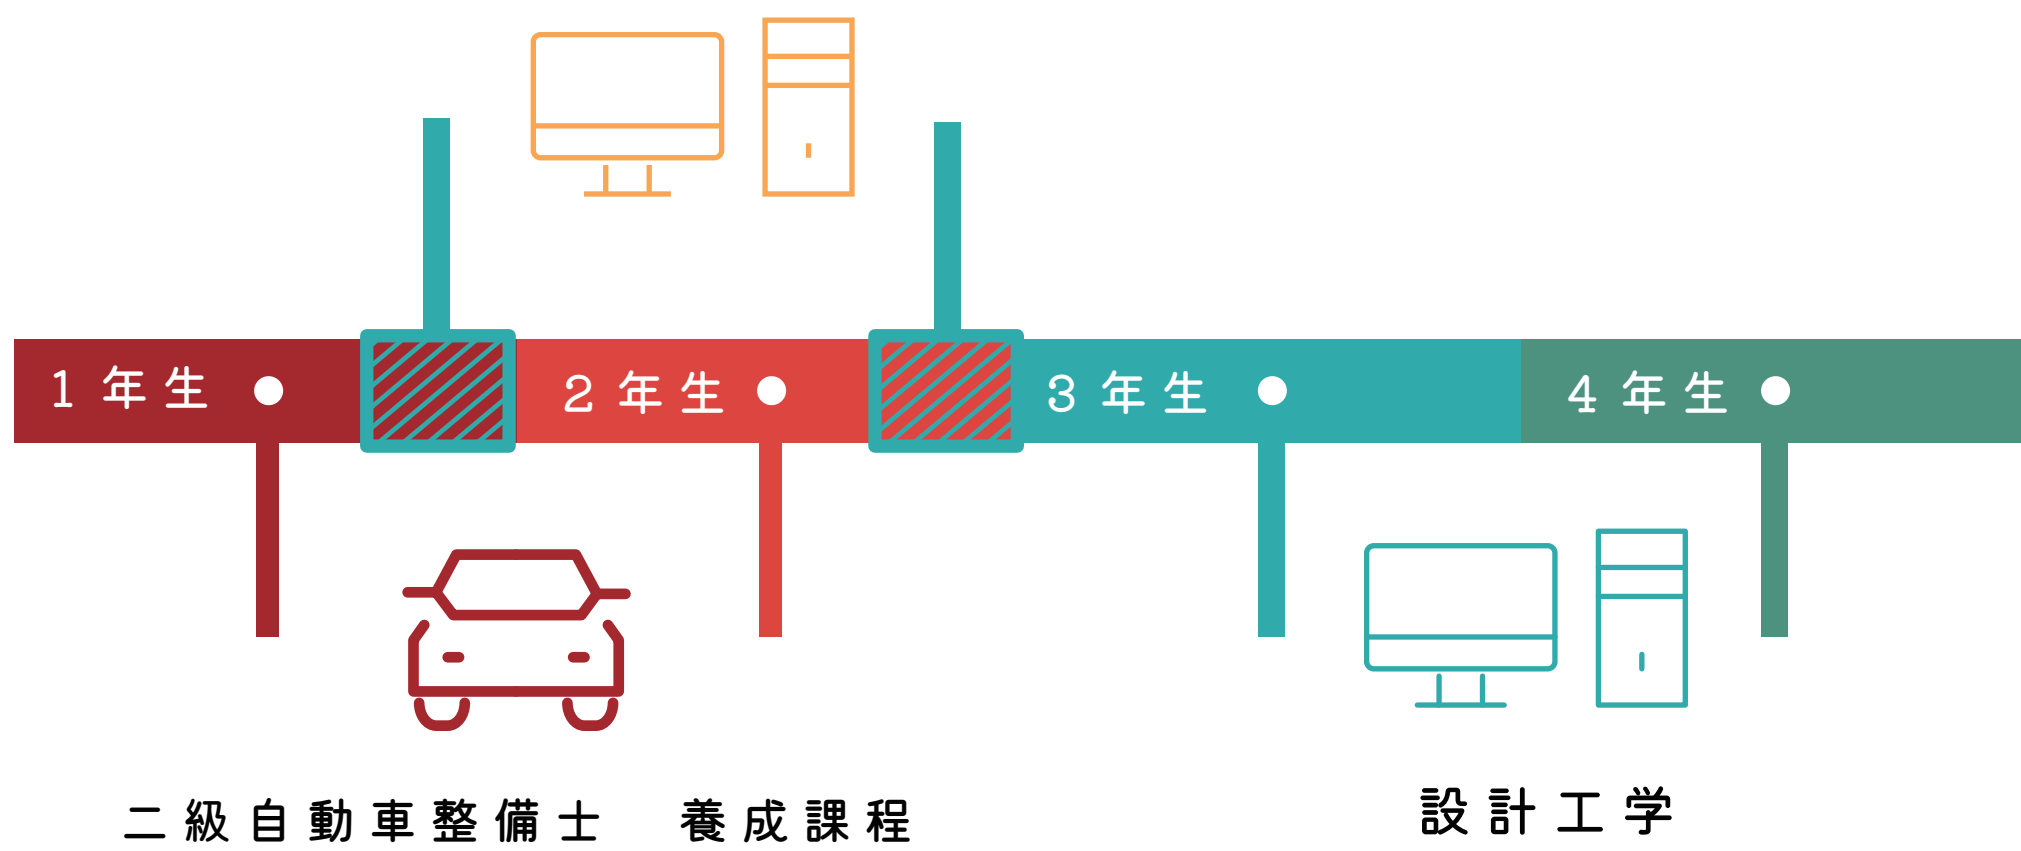 1年生
2年生
3年生
4年生
二級自動車整備士 養成課程
設計工学